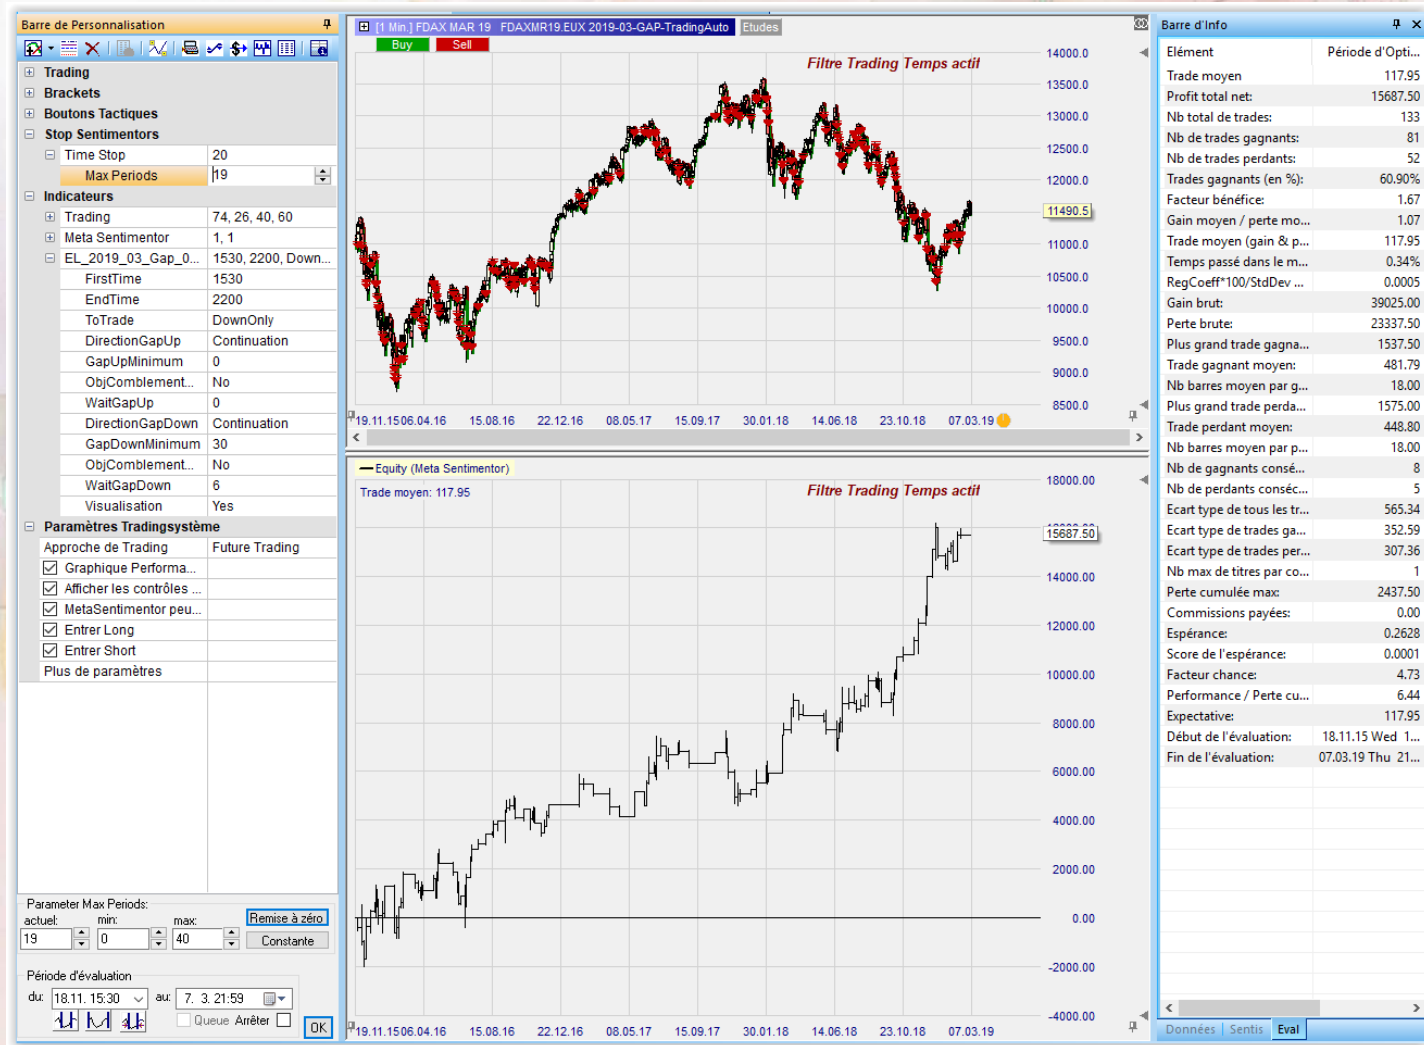 Barre de Personnalisation
Trading
Brackets
Boutons Tactiques
Stop Sentimentors
Time Stop 20
Max Periods 19
Indicateurs
Trading 74, 26, 40, 60
Meta Sentimentor 1, 1
EL_2019_03_Gap_0... 1530, 2200, Down...
FirstTime 1530
EndTime 2200
ToTrade DownOnly
DirectionGapUp Continuation
GapUpMinimum 0
ObjComblement... No
WaitGapUp 0
DirectionGapDown Continuation
GapDownMinimum 30
ObjComblement... No
WaitGapDown 6
Visualisation Yes
Paramètres Tradingsystème
Approche de Trading Future Trading
Graphique Performa...
Afficher les contrôles ...
MetaSentimentor peu...
Entrer Long
Entrer Short
Plus de paramètres
Parameter Max Periods:
actuel: min: max: Remise à zéro
19 0 40 Constante
Période d'évaluation
du: 18.11. 15:30 au: 7. 3. 21:59
Queue Arrêter OK
[1 Min.] FDAX MAR 19 FDAXMR19.EUX 2019-03-GAP-TradingAuto Etudes
Buy Sell
Filtre Trading Temps actif
14000.0
13500.0
13000.0
12500.0
12000.0
11490.5
11000.0
10500.0
10000.0
9500.0
9000.0
8500.0
19.11.15 06.04.16 15.08.16 22.12.16 08.05.17 15.09.17 30.01.18 14.06.18 23.10.18 07.03.19
Equity (Meta Sentimentor)
Trade moyen: 117.95
Filtre Trading Temps actif
18000.00
15687.50
14000.00
12000.00
10000.00
8000.00
6000.00
4000.00
2000.00
0.00
-2000.00
-4000.00
19.11.15 06.04.16 15.08.16 22.12.16 08.05.17 15.09.17 30.01.18 14.06.18 23.10.18 07.03.19
Barre d'Info
Elément Période d'Opti...
Trade moyen 117.95
Profit total net: 15687.50
Nb total de trades: 133
Nb de trades gagnants: 81
Nb de trades perdants: 52
Trades gagnants (en %): 60.90%
Facteur bénéfice: 1.67
Gain moyen / perte mo... 1.07
Trade moyen (gain & p... 117.95
Temps passé dans le m... 0.34%
RegCoeff*100/StdDev ... 0.0005
Gain brut: 39025.00
Perte brute: 23337.50
Plus grand trade gagna... 1537.50
Trade gagnant moyen: 481.79
Nb barres moyen par g... 18.00
Plus grand trade perda... 1575.00
Trade perdant moyen: 448.80
Nb barres moyen par p... 18.00
Nb de gagnants consé... 8
Nb de perdants conséc... 5
Ecart type de tous les tr... 565.34
Ecart type de trades ga... 352.59
Ecart type de trades per... 307.36
Nb max de titres par co... 1
Perte cumulée max: 2437.50
Commissions payées: 0.00
Espérance: 0.2628
Score de l'espérance: 0.0001
Facteur chance: 4.73
Performance / Perte cu... 6.44
Expectative: 117.95
Début de l'évaluation: 18.11.15 Wed 1...
Fin de l'évaluation: 07.03.19 Thu 21...
Données Sentis Eval